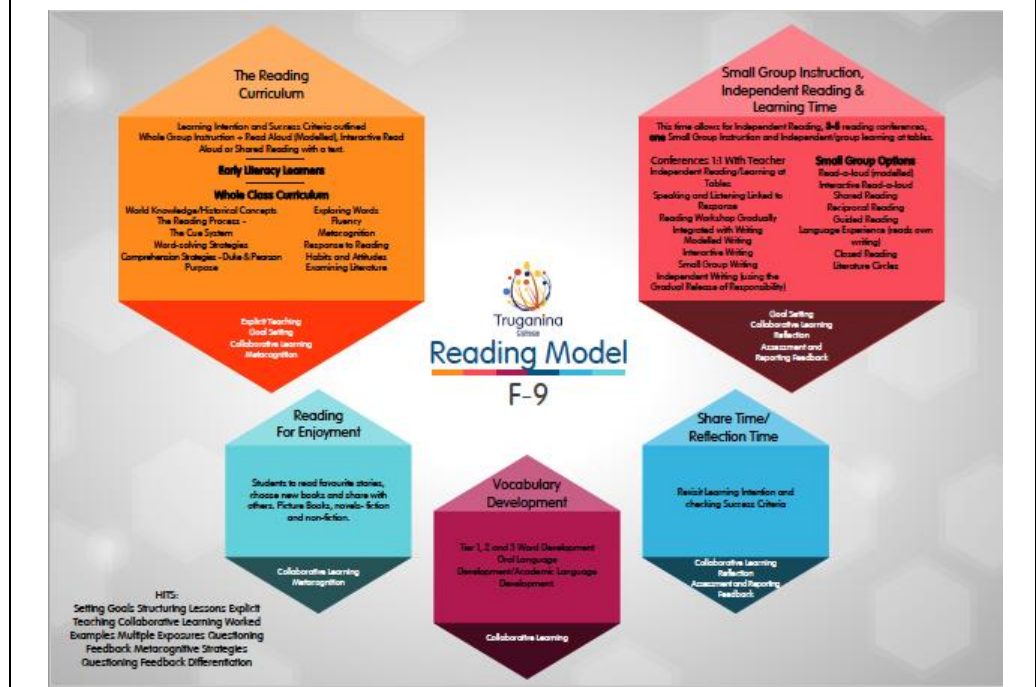 The Reading
Curriculum
Learning Intention and Success Criteria outlined
Whole Group Instruction + Read Aloud (Modelled), Interactive Read
Aloud or Shared Reading with a text.
Early Literacy Learners
Whole Class Curriculum
World Knowledge/Historical Concepts
The Reading Process -
The Cue System
Word-solving Strategies
Comprehension Strategies - Duke & Pearson
Purpose
Exploring Words
Fluency
Metacognition
Response to Reading
Habits and Attitudes
Examining Literature
Explicit Teaching
Goal Setting
Collaborative Learning
Metacognition
Small Group Instruction,
Independent Reading &
Learning Time
This time allows for Independent Reading, 3-5 reading conferences,
one Small Group Instruction and Independent/group learning at tables.
Conferences 1:1 With Teacher
Independent Reading/Learning at
Tables
Speaking and Listening Linked to
Response
Reading Workshop Gradually
Integrated with Writing
Modelled Writing
Interactive Writing
Small Group Writing
Independent Writing (using the
Gradual Release of Responsibility)
Small Group Options
Read-a-loud (modelled)
Interactive Read-a-loud
Shared Reading
Reciprocal Reading
Guided Reading
Language Experience (reads own
writing)
Closed Reading
Literature Circles
Goal Setting
Collaborative Learning
Reflection
Assessment and
Reporting Feedback
Truganina
College
Reading Model
F-9
Reading
For Enjoyment
Students to read favourite stories,
choose new books and share with
others. Picture Books, novels- fiction
and non-fiction.
Collaborative Learning
Metacognition
Vocabulary
Development
Tier 1, 2 and 3 Word Development
Oral Language
Development/Academic Language
Development.
Collaborative Learning
Share Time/
Reflection Time
Revisit Learning Intention and
checking Success Criteria
Collaborative Learning
Reflection
Assessment and Reporting
Feedback
HITS:
Setting Goals Structuring Lessons Explicit
Teaching Collaborative Learning Worked
Examples Multiple Exposures Questioning
Feedback Metacognitive Strategies
Questioning Feedback Differentiation